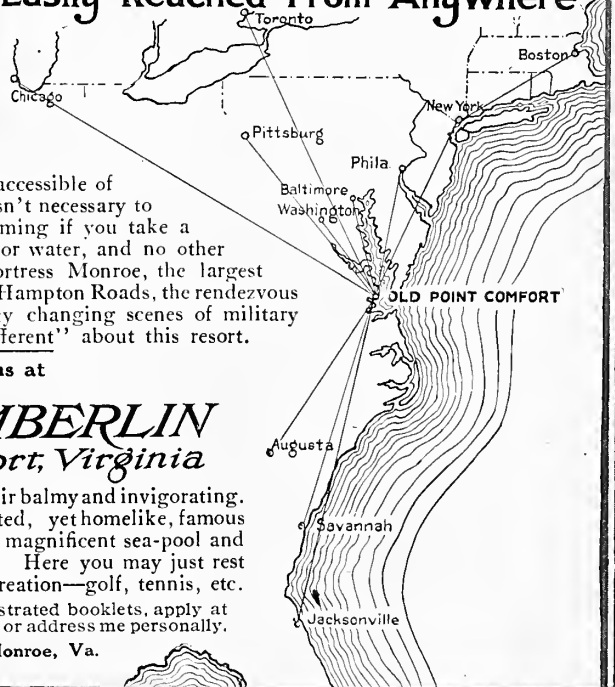 Easily Reached From Anywhere
Toronto
Boston
Chicago
New York
Pittsburg
Phila.
Baltimore
Washington
accessible of
sn't necessary to
ming if you take a
or water, and no other
ortress Monroe, the largest
Hampton Roads, the rendezvous
y changing scenes of military
ferent" about this resort.
OLD POINT COMFORT
ns at
MBERLIN
ort, Virginia
Augusta
ir balmy and invigorating.
ted, yet homelike, famous
magnificent sea-pool and
Here you may just rest
reation—golf, tennis, etc.
Savannah
strated booklets, apply at
or address me personally.
Jacksonville
Monroe, Va.